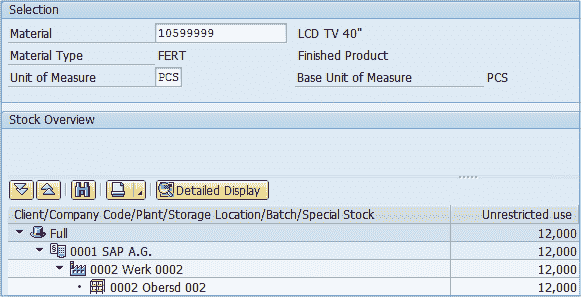 Selection
Material 10599999 LCD TV 40"
Material Type FERT Finished Product
Unit of Measure PCS Base Unit of Measure PCS
Stock Overview
Detailed Display
Client/Company Code/Plant/Storage Location/Batch/Special Stock Unrestricted use
Full 12,000
0001 SAP A.G. 12,000
0002 Werk 0002 12,000
0002 Obersd 002 12,000